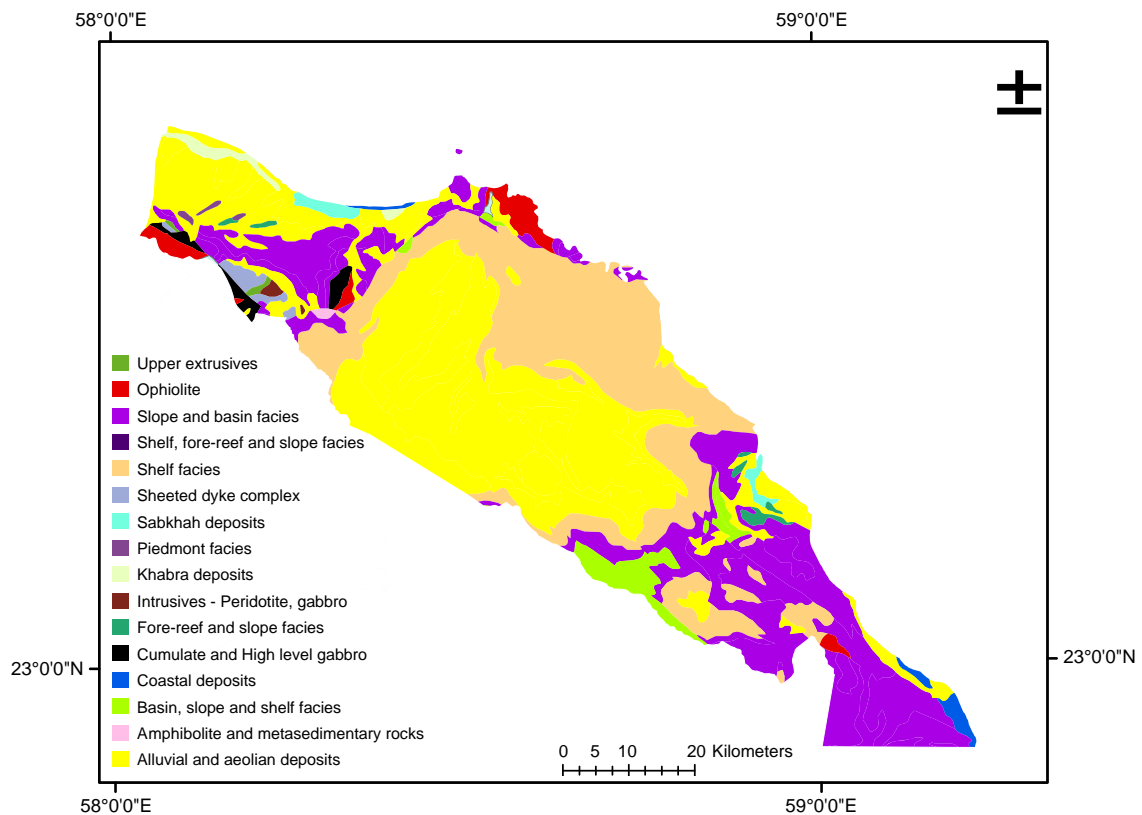 58°0'0"E 59°0'0"E
Upper extrusives
Ophiolite
Slope and basin facies
Shelf, fore-reef and slope facies
Shelf facies
Sheeted dyke complex
Sabkhah deposits
Piedmont facies
Khabra deposits
Intrusives - Peridotite, gabbro
Fore-reef and slope facies
Cumulate and High level gabbro
23°0'0"N 23°0'0"N
Coastal deposits
Basin, slope and shelf facies
Amphibolite and metasedimentary rocks
Alluvial and aeolian deposits
0 5 10 20 Kilometers
58°0'0"E 59°0'0"E